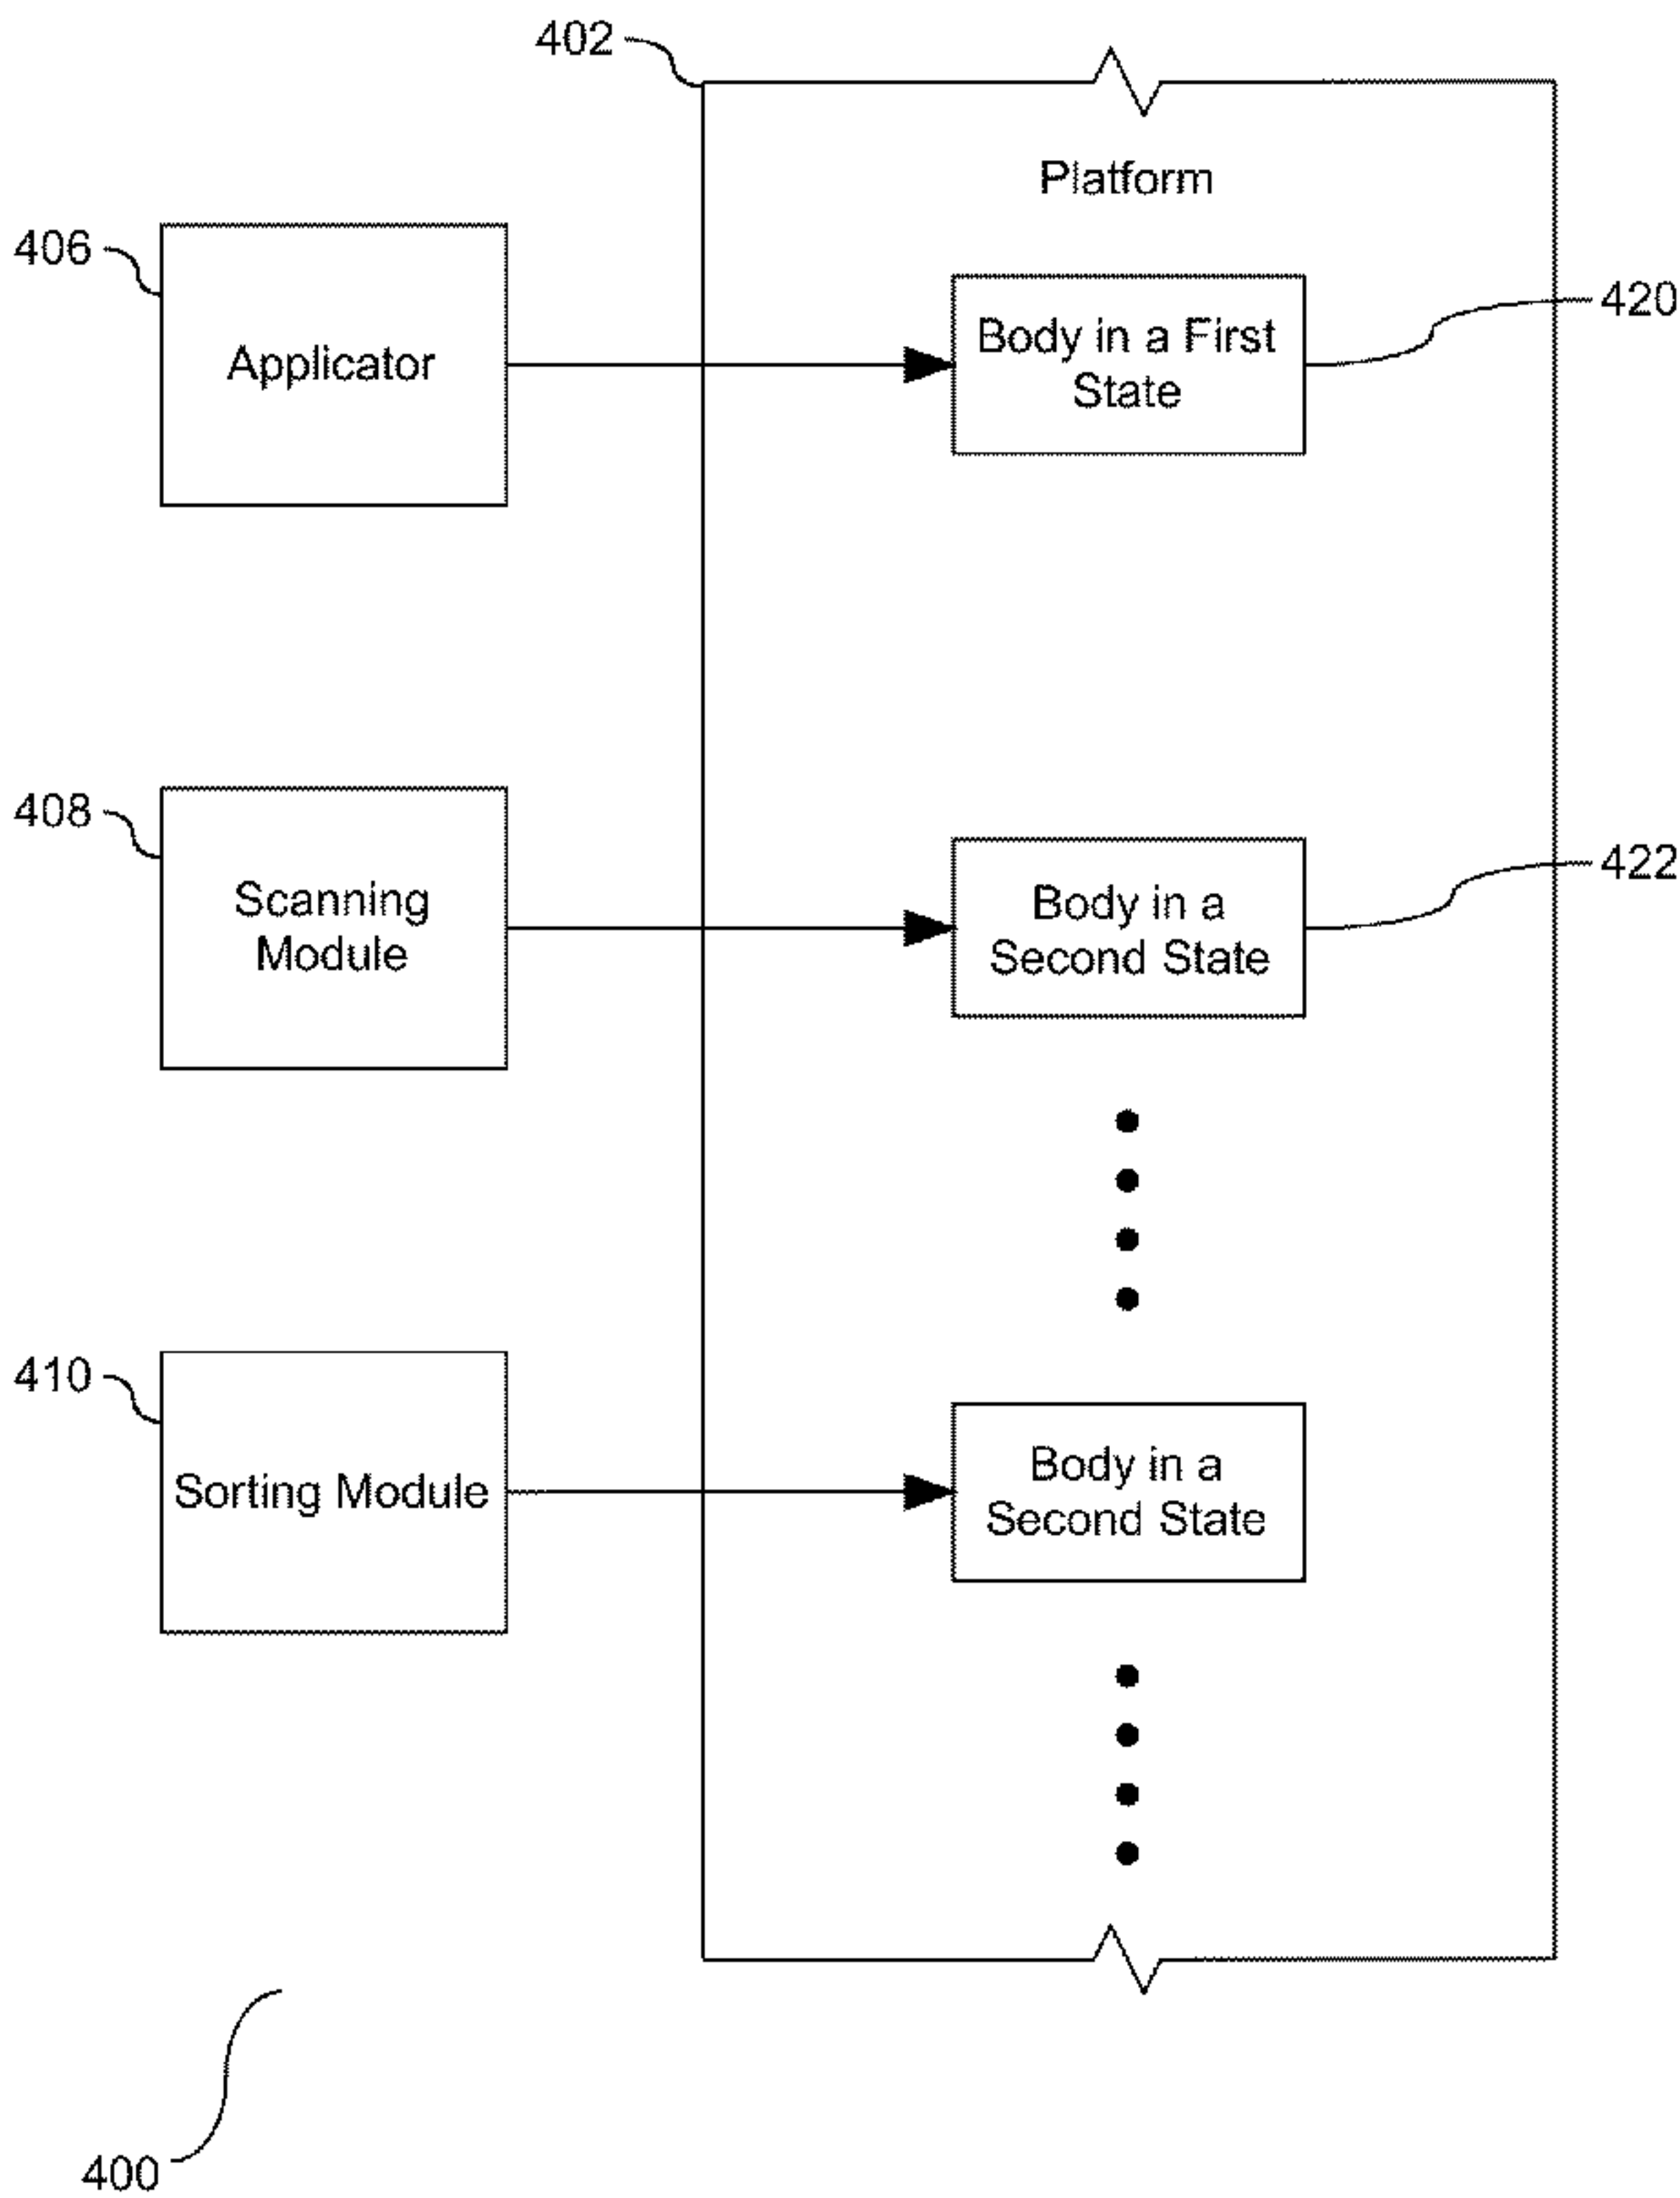 402
Platform
406
Applicator
Body in a First
State
420
408
Scanning
Module
Body in a
Second State
422
410
Sorting Module
Body in a
Second State
400